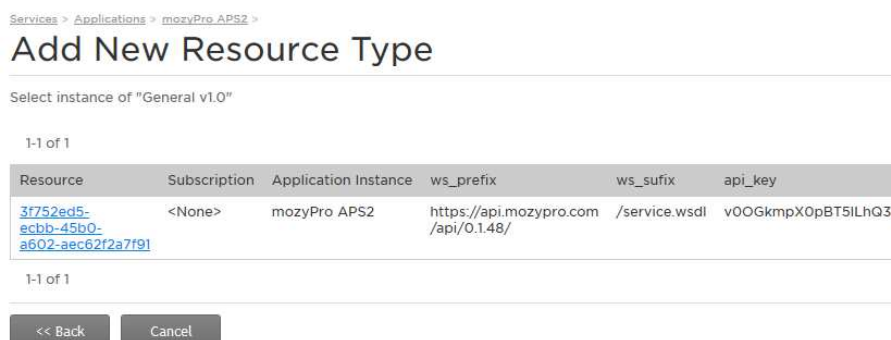 Services > Applications > mozyPro APS2 >
Add New Resource Type
Select instance of "General v1.0"
1-1 of 1
Resource Subscription Application Instance ws_prefix ws_sufix api_key
3f752ed5- <None> mozyPro APS2 https://api.mozypro.com /service.wsdl v0OGkmpX0pBT5ILhQ3
ecbb-45b0- /api/0.1.48/
a602-aec62f2a7f91
1-1 of 1
<< Back Cancel